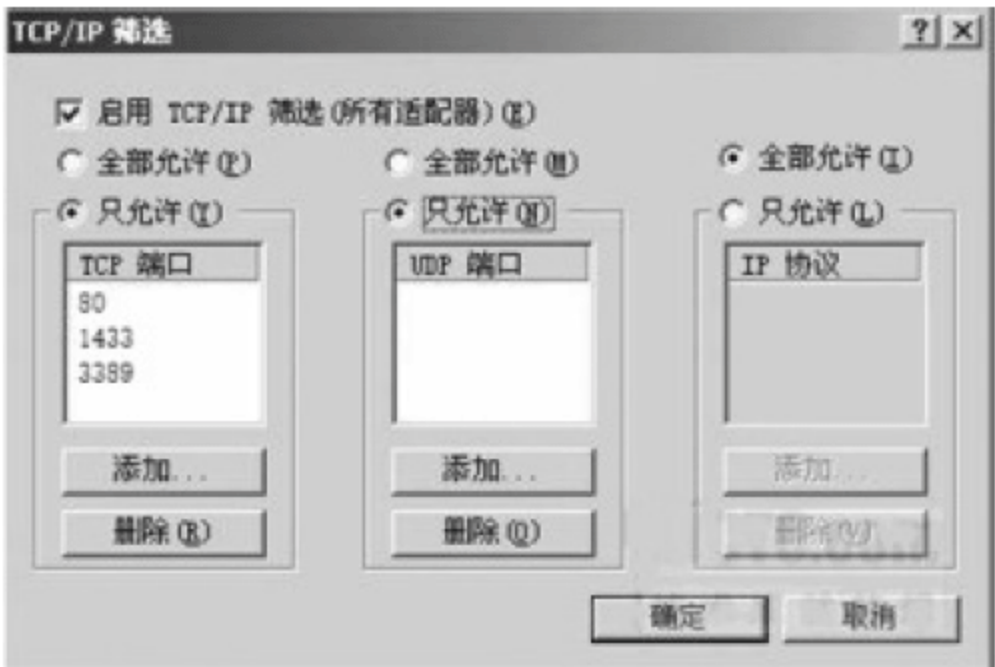 TCP/IP 筛选
启用 TCP/IP 筛选(所有适配器)(E)
全部允许(P)
全部允许(M)
全部允许(I)
只允许(Y)
只允许(N)
只允许(L)
TCP 端口
UDP 端口
IP 协议
80
1433
3389
添加...
添加...
添加...
删除(R)
删除(O)
删除(V)
确定
取消